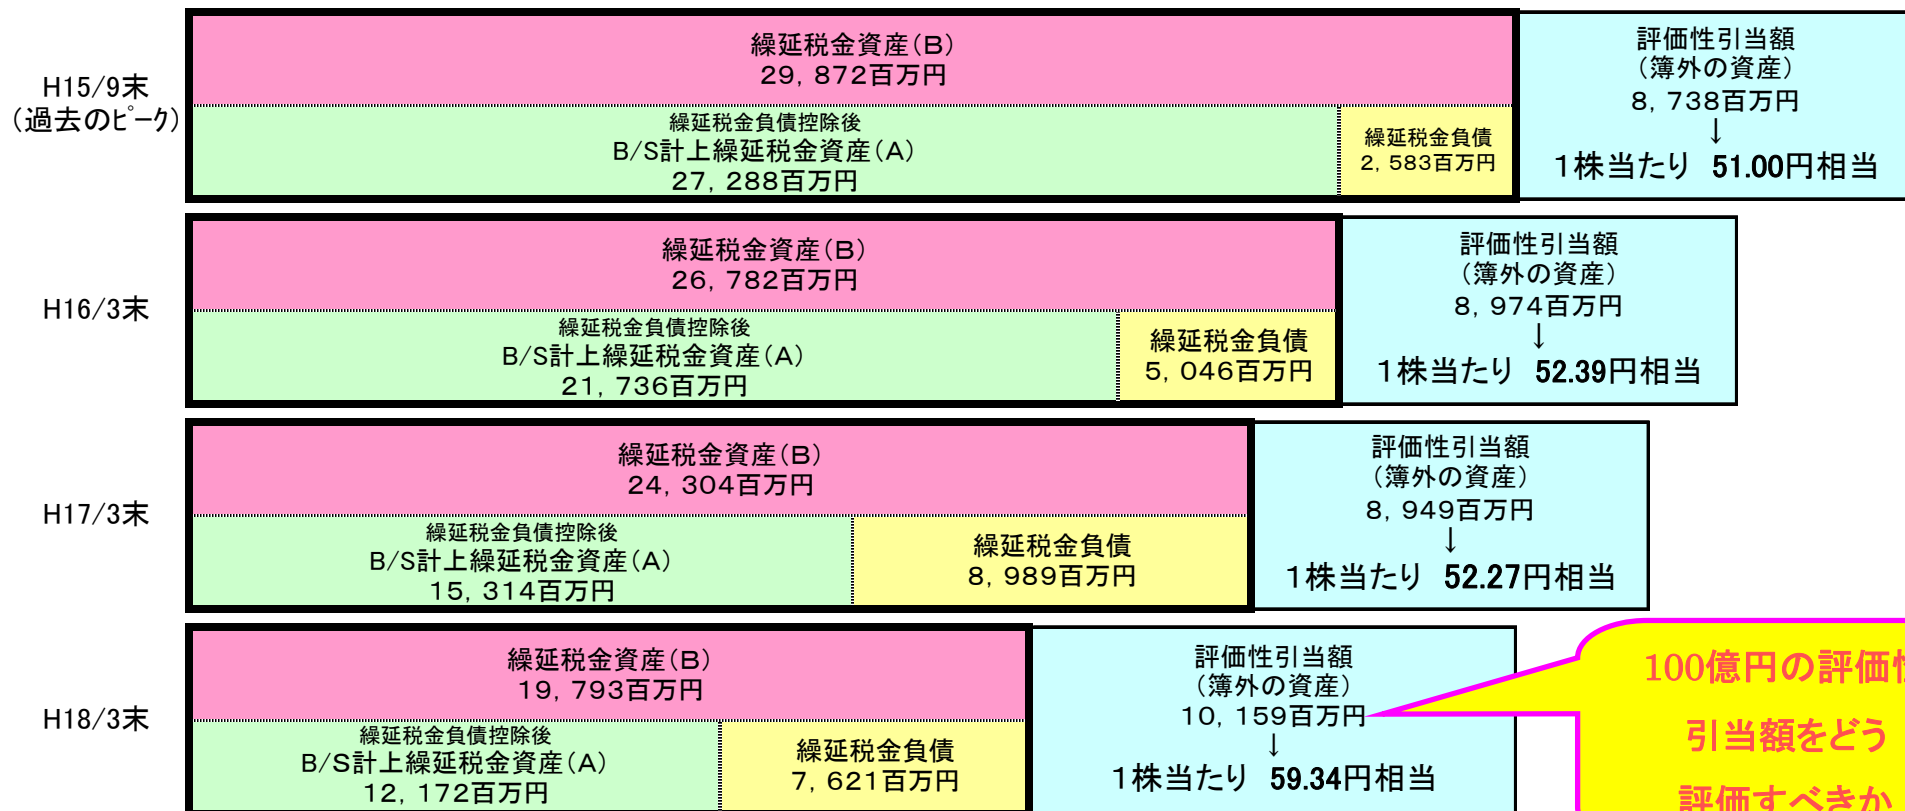 H15/9末
(過去のピーク)
繰延税金資産(B)
29,872百万円
繰延税金負債控除後
B/S計上繰延税金資産(A)
27,288百万円
繰延税金負債
2,583百万円
評価性引当額
(簿外の資産)
8,738百万円
↓
1株当たり 51.00円相当
H16/3末
繰延税金資産(B)
26,782百万円
繰延税金負債控除後
B/S計上繰延税金資産(A)
21,736百万円
繰延税金負債
5,046百万円
評価性引当額
(簿外の資産)
8,974百万円
↓
1株当たり 52.39円相当
H17/3末
繰延税金資産(B)
24,304百万円
繰延税金負債控除後
B/S計上繰延税金資産(A)
15,314百万円
繰延税金負債
8,989百万円
評価性引当額
(簿外の資産)
8,949百万円
↓
1株当たり 52.27円相当
H18/3末
繰延税金資産(B)
19,793百万円
繰延税金負債控除後
B/S計上繰延税金資産(A)
12,172百万円
繰延税金負債
7,621百万円
評価性引当額
(簿外の資産)
10,159百万円
↓
1株当たり 59.34円相当
100億円の評価性
引当額をどう
評価すべきか